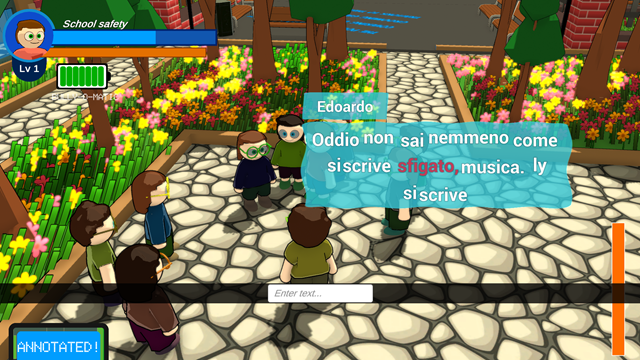 School safety
Lv 1
Edoardo
Oddio non sai nemmeno come
si scrive sfigato, musica. ly
si scrive
Enter text...
ANNOTATED!